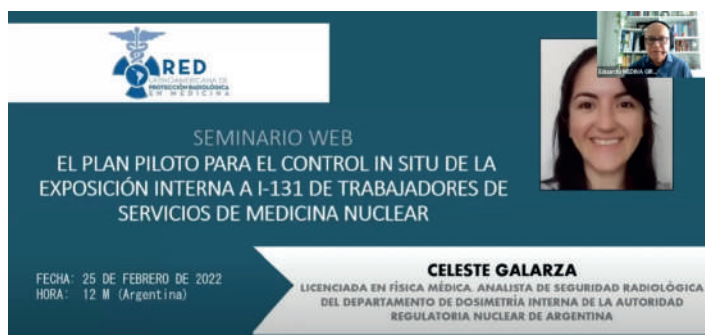 RED
LATINOAMERICANA DE
PROTECCIÓN RADIOLÓGICA
EN MEDICINA
SEMINARIO WEB
EL PLAN PILOTO PARA EL CONTROL IN SITU DE LA
EXPOSICIÓN INTERNA A I-131 DE TRABAJADORES DE
SERVICIOS DE MEDICINA NUCLEAR
FECHA: 25 DE FEBRERO DE 2022
HORA: 12 M (Argentina)
CELESTE GALARZA
LICENCIADA EN FÍSICA MÉDICA. ANALISTA DE SEGURIDAD RADIOLÓGICA
DEL DEPARTAMENTO DE DOSIMETRÍA INTERNA DE LA AUTORIDAD
REGULATORIA NUCLEAR DE ARGENTINA
Eduardo MEDINA GI...